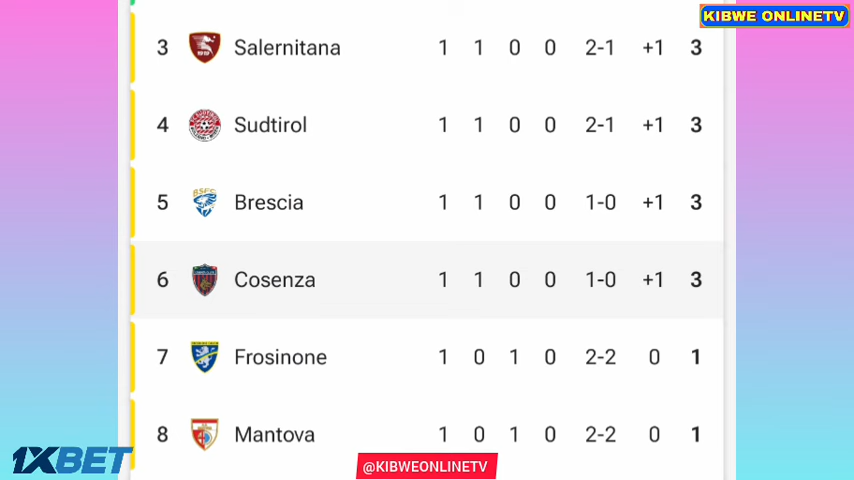 KIBWE ONLINETV
3 Salernitana 1 1 0 0 2-1 +1 3
4 Sudtirol 1 1 0 0 2-1 +1 3
5 Brescia 1 1 0 0 1-0 +1 3
6 Cosenza 1 1 0 0 1-0 +1 3
7 Frosinone 1 0 1 0 2-2 0 1
8 Mantova 1 0 1 0 2-2 0 1
1XBET
@KIBWEONLINETV